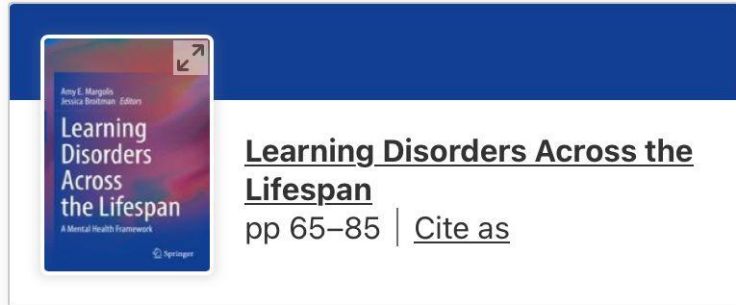 Amy E. Margolis
Jessica Broitman Editors
Learning
Disorders
Across
the Lifespan
A Mental Health Framework
Springer
Learning Disorders Across the
Lifespan
pp 65–85 | Cite as